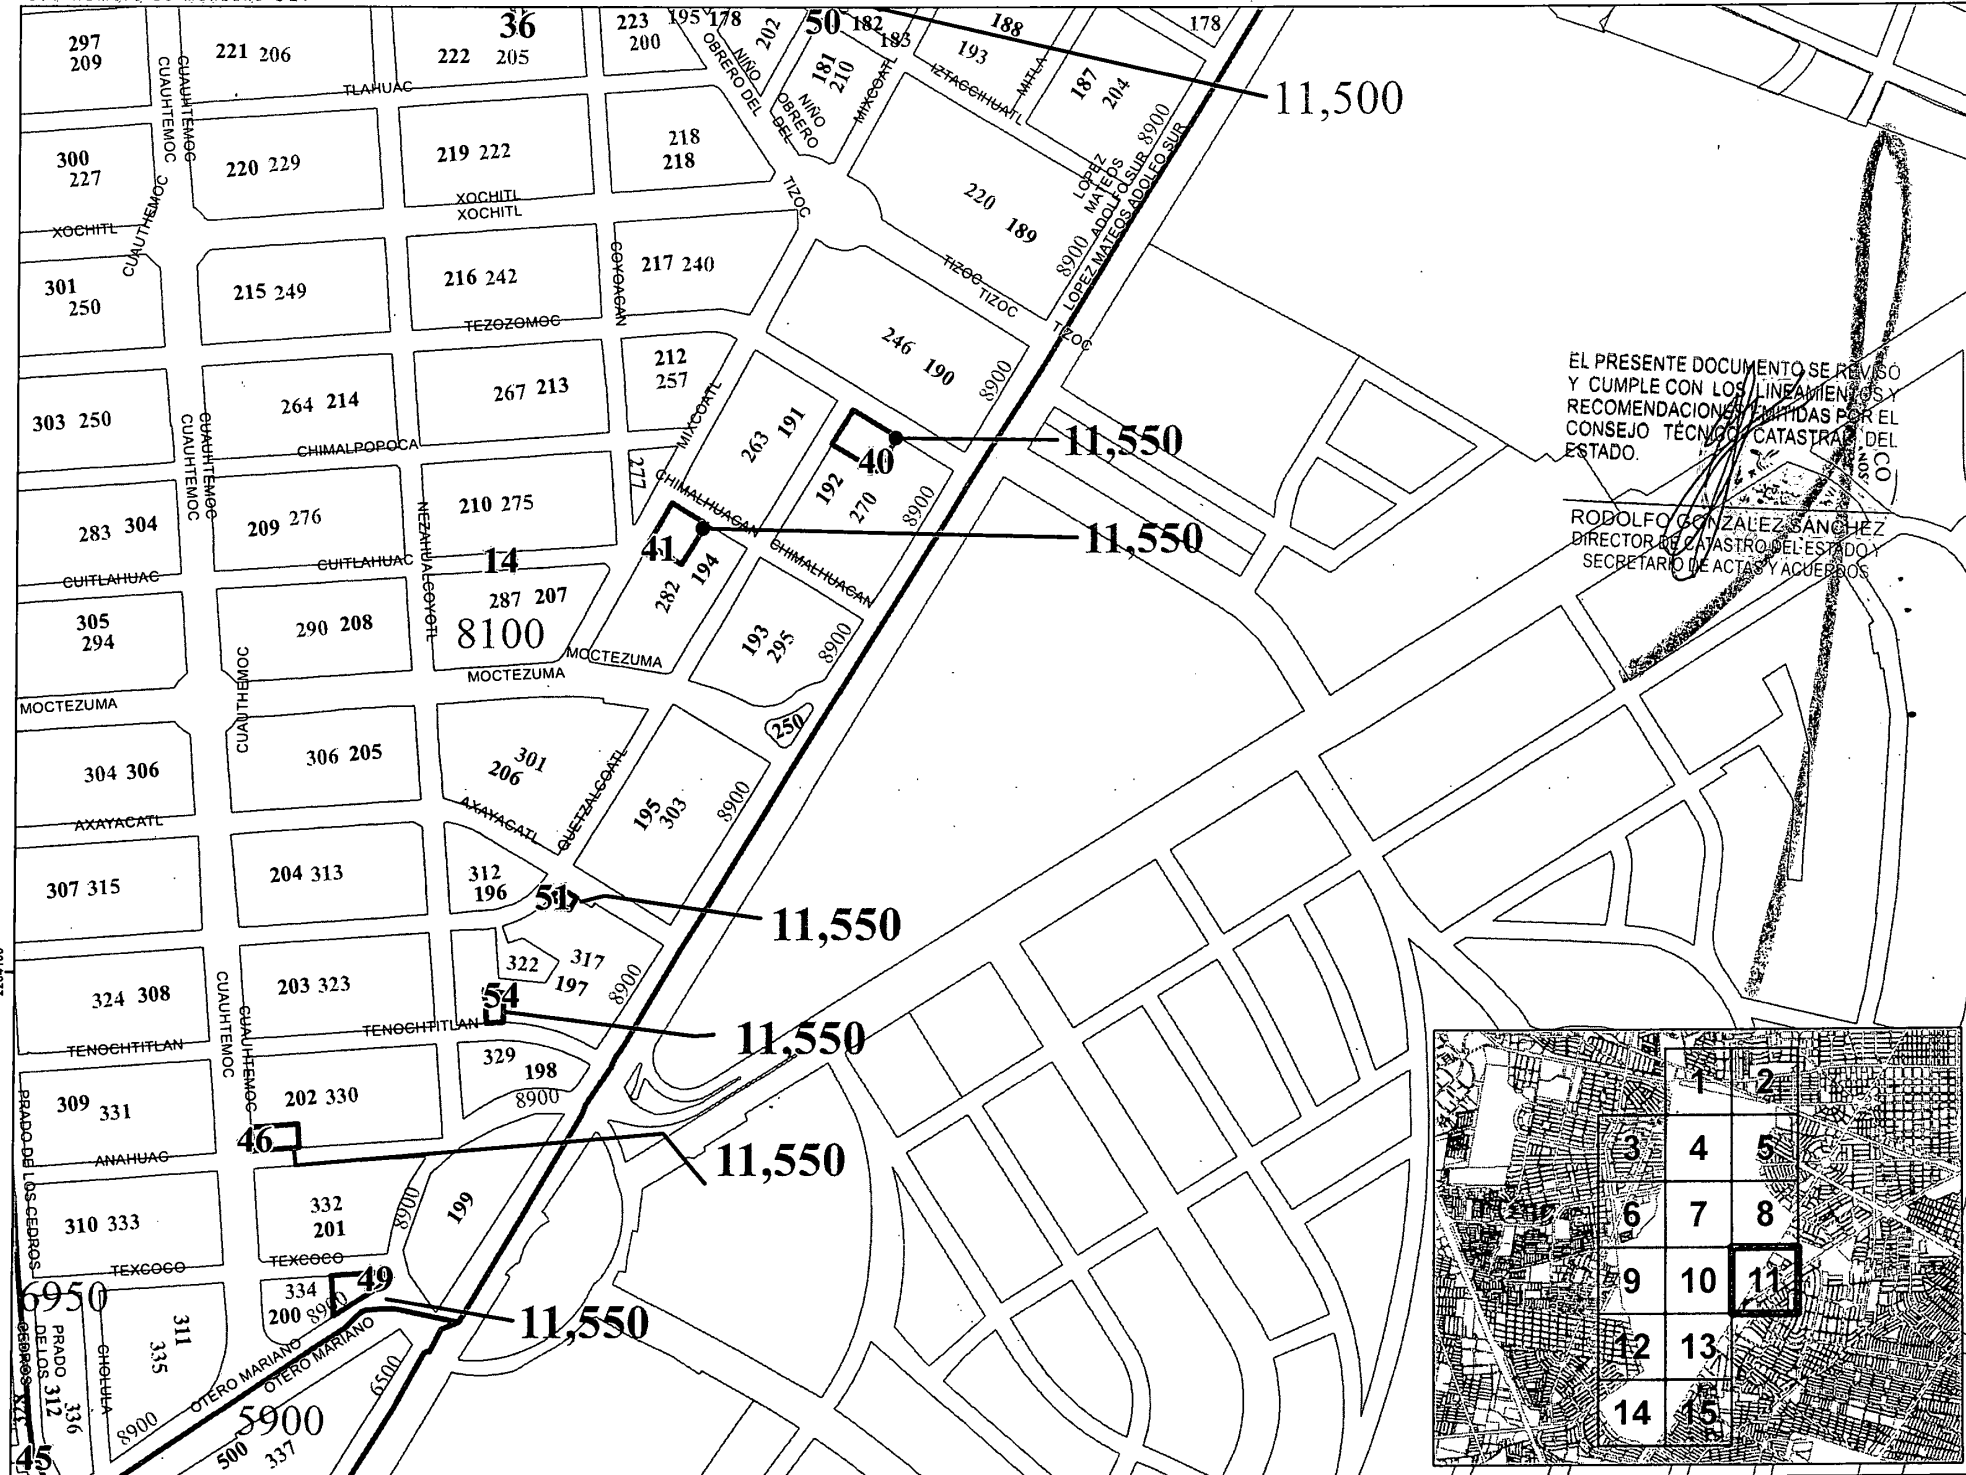 297
209
221 206
36
222 205
223
200
195
178
202
50
182
183
188
193
178
181
210
187
204
CUAUHTEMOC
CUAUHTEMOC
TLAHUAC
NIÑO
OBRERO DEL
NIÑO
OBRERO
DEL
MIXCOATL
IZTACCIHUATL
MITLA
8900
11,500
300
227
220 229
219 222
218
218
XOCHITL
XOCHITL
XOCHITL
CUAUTHEMOC
TIZOC
220
189
LOPEZ
MATEOS
ADOLFO SUR
LOPEZ MATEOS ADOLFO SUR
8900
301
250
215 249
216 242
COYOACAN
217 240
TIZOC
TIZOC
TIZOC
TEZOZOMOC
212
257
246
190
8900
303 250
264 214
267 213
MIXCOATL
263
191
CUAUHTEMOC
CUAUHTEMOC
CHIMALPOPOCA
277
40
11,550
EL PRESENTE DOCUMENTO SE REVISÓ
Y CUMPLE CON LOS LINEAMIENTOS Y
RECOMENDACIONES EMITIDAS POR EL
CONSEJO TÉCNICO CATASTRAL DEL
ESTADO.
RODOLFO GONZALEZ SÁNCHEZ
DIRECTOR DE CATASTRO DEL ESTADO Y
SECRETARIO DE ACTAS Y ACUERDOS
283 304
209 276
NEZAHUALCOYOTL
210 275
CHIMALHUACAN
192
270
8900
41
11,550
CUITLAHUAC
CUITLAHUAC
14
CHIMALHUACAN
282
194
305
294
290 208
287 207
8100
193
295
8900
CUAUHTEMOC
MOCTEZUMA
MOCTEZUMA
MOCTEZUMA
250
304 306
306 205
301
206
QUETZALCOATL
195
303
8900
AXAYACATL
AXAYACATL
307 315
204 313
312
196
51
11,550
324 308
203 323
322
317
197
8900
CUAUHTEMOC
CUAUHTEMOC
54
TENOCHTITLAN
TENOCHTITLAN
11,550
329
198
8900
309
331
202 330
PRADO DE LOS CEDROS
46
ANAHUAC
11,550
310 333
332
201
8900
199
TEXCOCO
TEXCOCO
334
200
8900
49
11,550
6950
CEDROS
PRADO
DE LOS
312
336
CHOLULA
311
335
OTERO MARIANO
OTERO MARIANO
6500
8900
5900
500
337
45
1
2
3
4
5
6
7
8
9
10
11
12
13
14
15